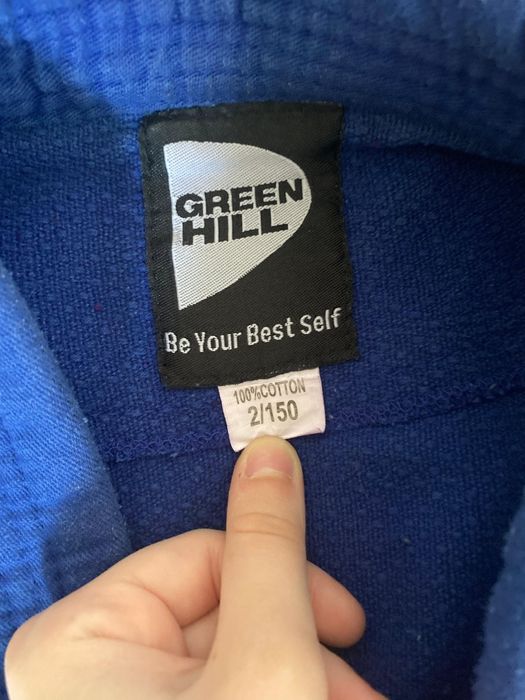 GREEN
HILL
Be Your Best Self
100%COTTON
2/150